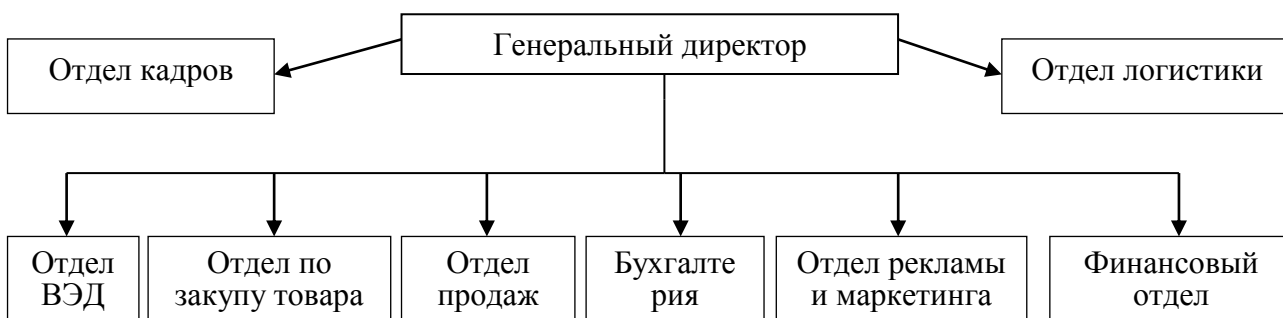 Генеральный директор
Отдел кадров
Отдел логистики
Отдел
ВЭД
Отдел по
закупу товара
Отдел
продаж
Бухгалте
рия
Отдел рекламы
и маркетинга
Финансовый
отдел